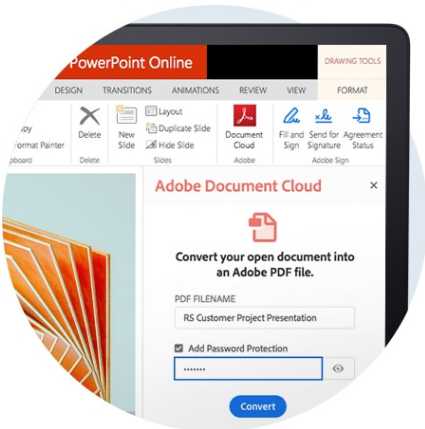 PowerPoint Online
DRAWING TOOLS
DESIGN TRANSITIONS ANIMATIONS REVIEW VIEW FORMAT
Format Painter
Delete
New Slide
Layout
Duplicate Slide
Hide Slide
Document Cloud
Fill and Sign
Send for Signature
Agreement Status
Delete Slides Adobe Adobe Sign
Adobe Document Cloud
Convert your open document into
an Adobe PDF file.
PDF FILENAME
RS Customer Project Presentation
Add Password Protection
•••••••
Convert